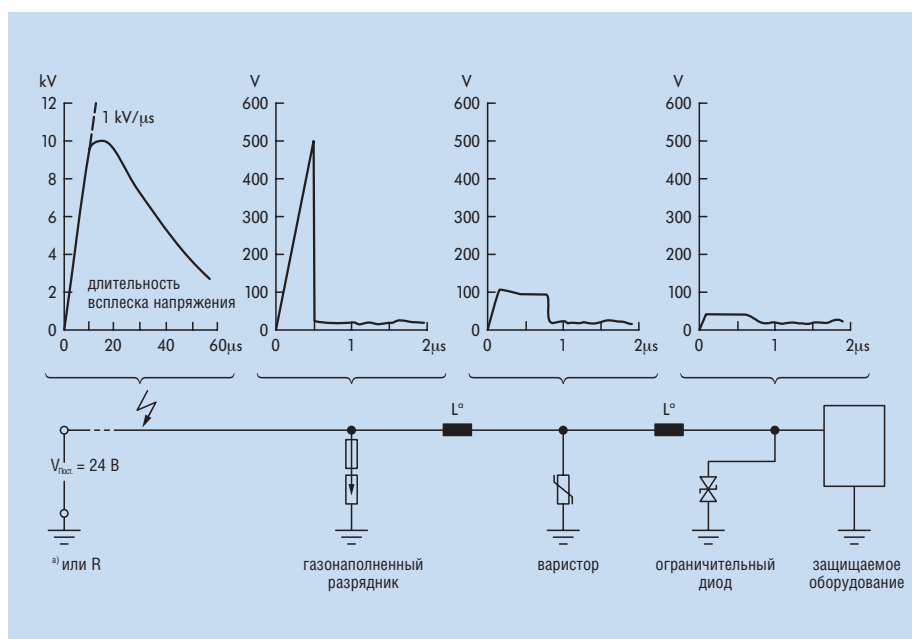 kV
12
10
8
6
4
2
0
1 kV/μs
длительность
всплеска напряжения
0 20 40 60μs
V
600
500
400
300
200
100
0
0 1 2μs
V
600
500
400
300
200
100
0
0 1 2μs
V
600
500
400
300
200
100
0
0 1 2μs
Lᵃ
Lᵃ
Vпост. = 24 В
ᵃ⁾ или R
газонаполненный
разрядник
варистор
ограничительный
диод
защищаемое
оборудование